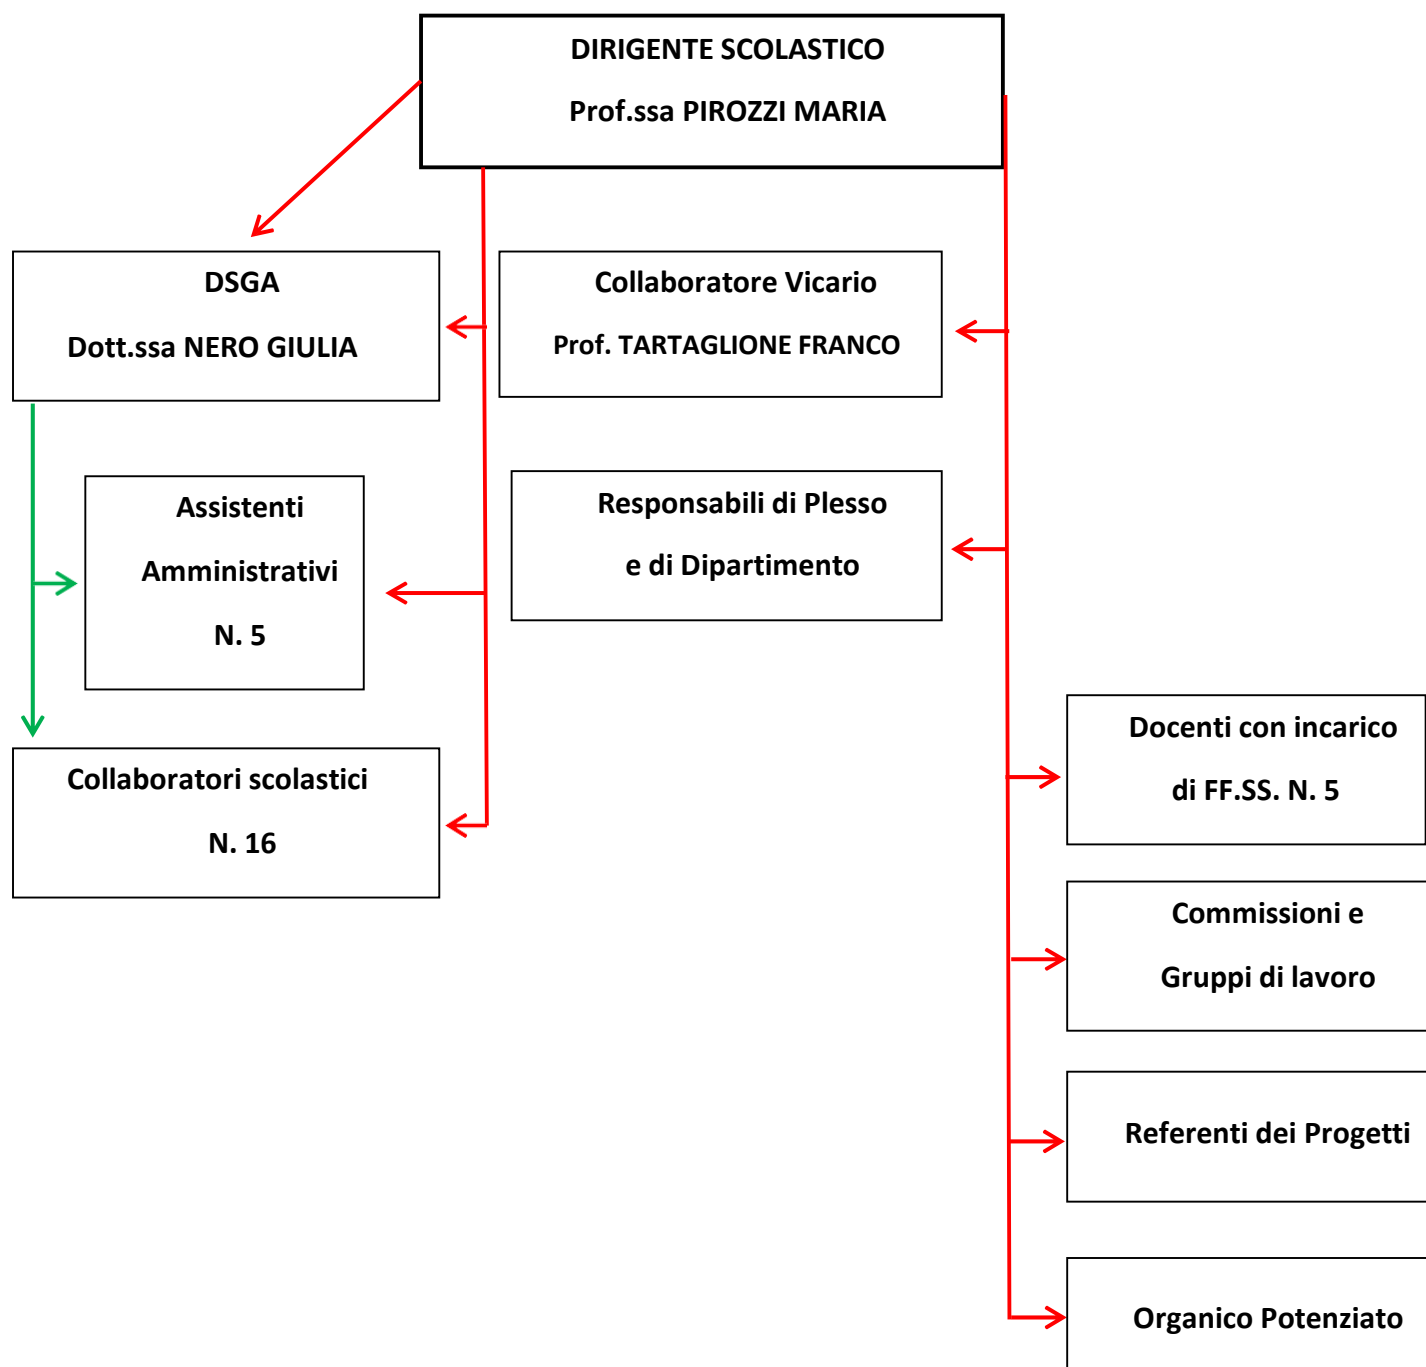 DIRIGENTE SCOLASTICO
Prof.ssa PIROZZI MARIA
DSGA
Dott.ssa NERO GIULIA
Collaboratore Vicario
Prof. TARTAGLIONE FRANCO
Assistenti
Amministrativi
N. 5
Responsabili di Plesso
e di Dipartimento
Collaboratori scolastici
N. 16
Docenti con incarico
di FF.SS. N. 5
Commissioni e
Gruppi di lavoro
Referenti dei Progetti
Organico Potenziato